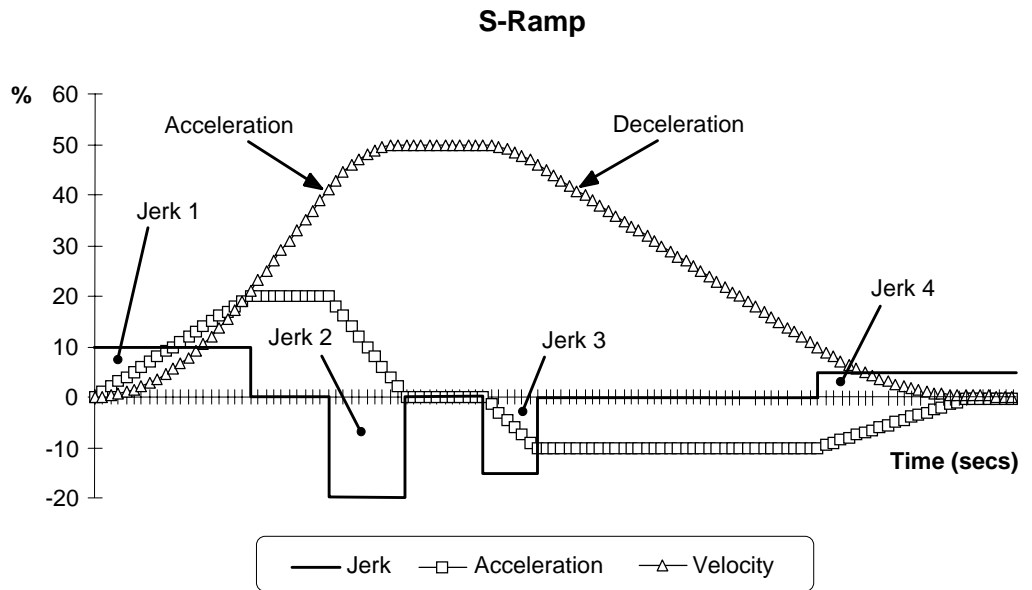 S-Ramp
%
60
50
40
30
20
10
0
-10
-20
Acceleration
Deceleration
Jerk 1
Jerk 2
Jerk 3
Jerk 4
Time (secs)
Jerk Acceleration Velocity